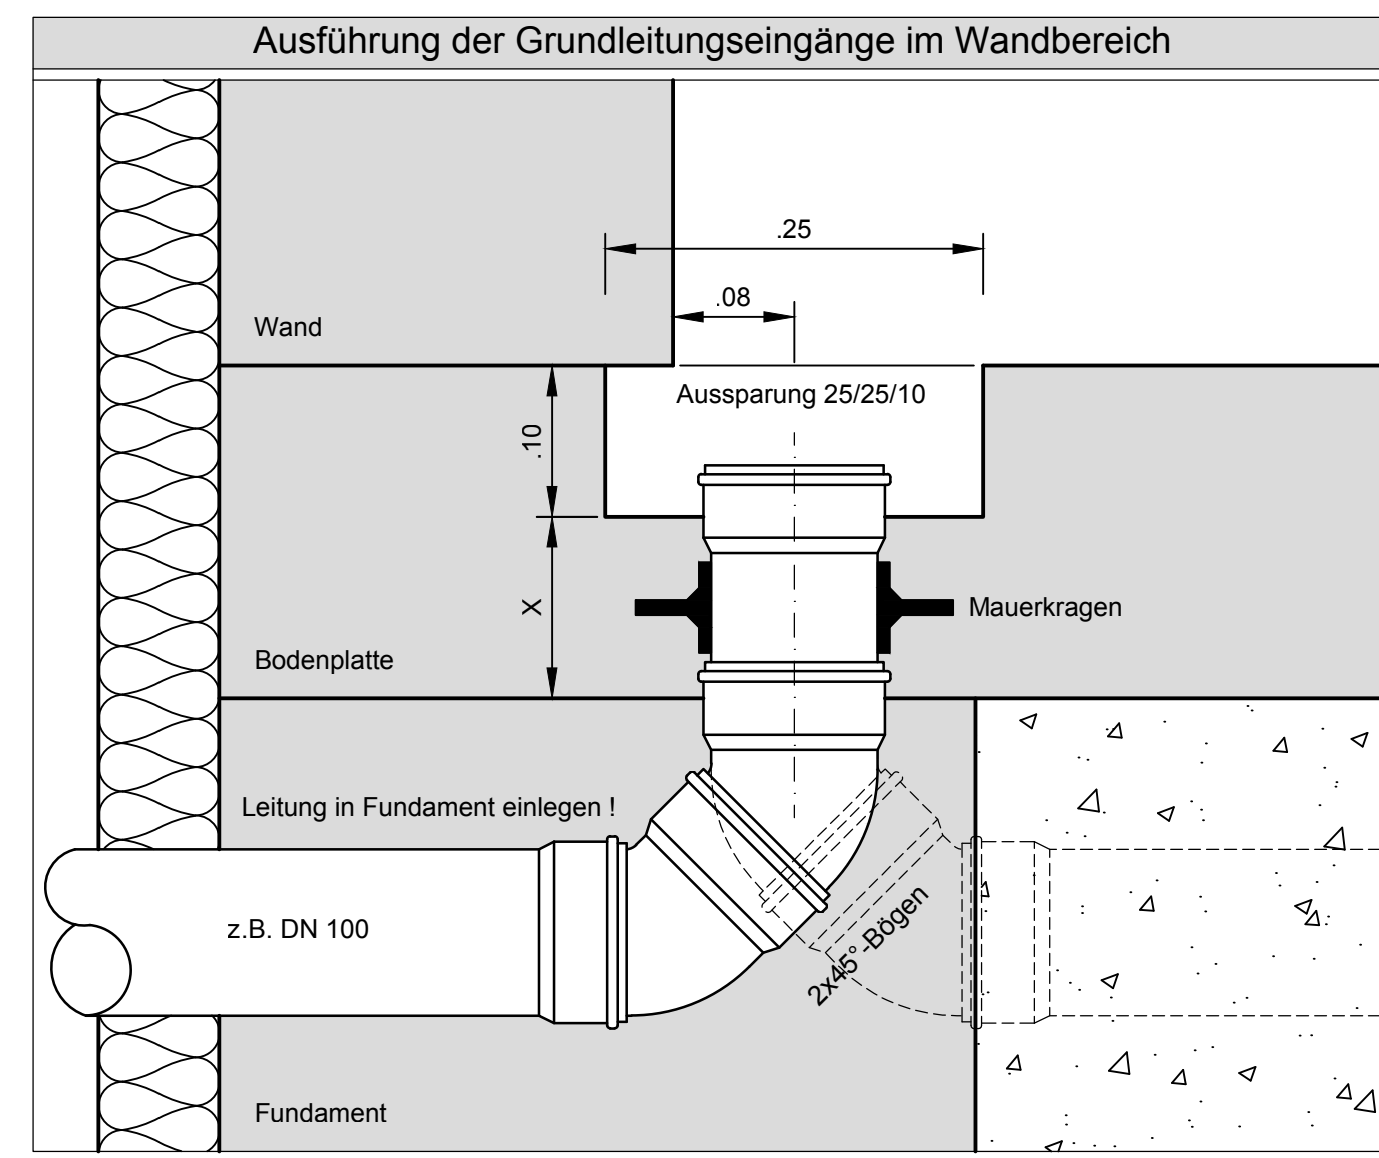 Ausführung der Grundleitungseingänge im Wandbereich
.25
.08
Wand
Aussparung 25/25/10
.10
X
Mauerkragen
Bodenplatte
Leitung in Fundament einlegen !
z.B. DN 100
2x45°-Bögen
Fundament